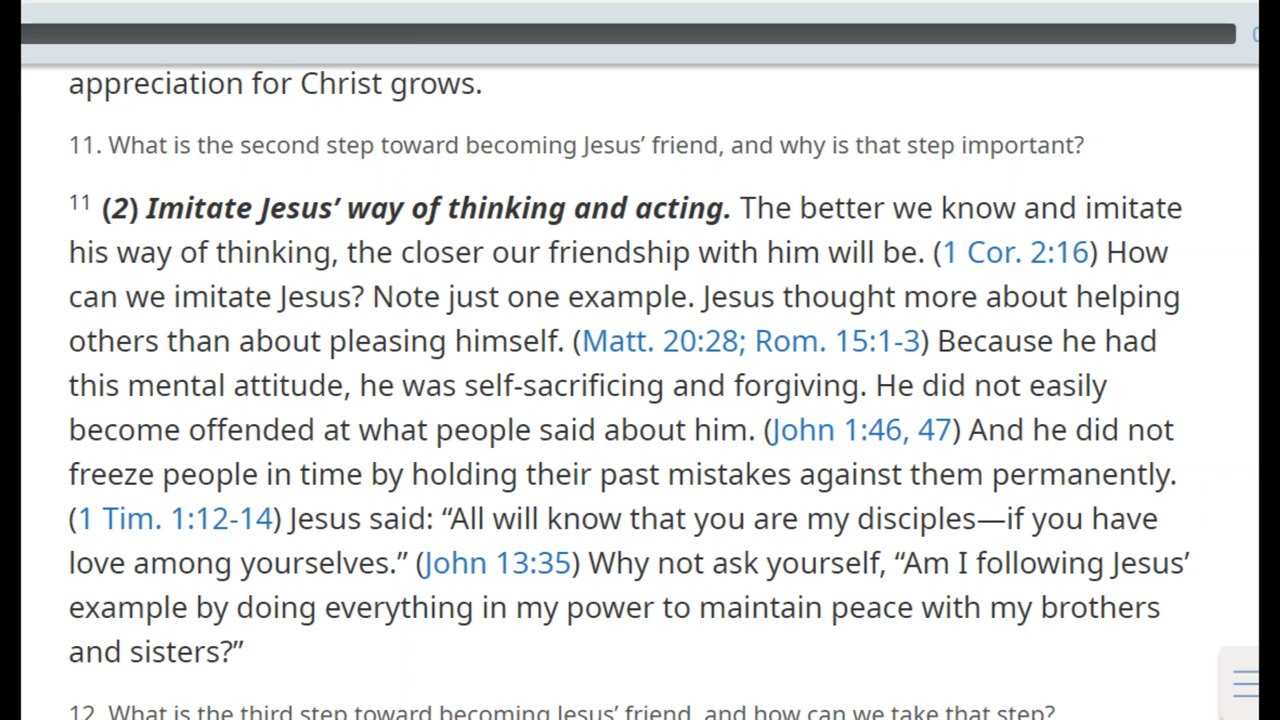 appreciation for Christ grows.
11. What is the second step toward becoming Jesus’ friend, and why is that step important?
11 (2) Imitate Jesus’ way of thinking and acting. The better we know and imitate
his way of thinking, the closer our friendship with him will be. (1 Cor. 2:16) How
can we imitate Jesus? Note just one example. Jesus thought more about helping
others than about pleasing himself. (Matt. 20:28; Rom. 15:1-3) Because he had
this mental attitude, he was self-sacrificing and forgiving. He did not easily
become offended at what people said about him. (John 1:46, 47) And he did not
freeze people in time by holding their past mistakes against them permanently.
(1 Tim. 1:12-14) Jesus said: “All will know that you are my disciples—if you have
love among yourselves.” (John 13:35) Why not ask yourself, “Am I following Jesus’
example by doing everything in my power to maintain peace with my brothers
and sisters?”
12. What is the third step toward becoming Jesus’ friend, and how can we take that step?